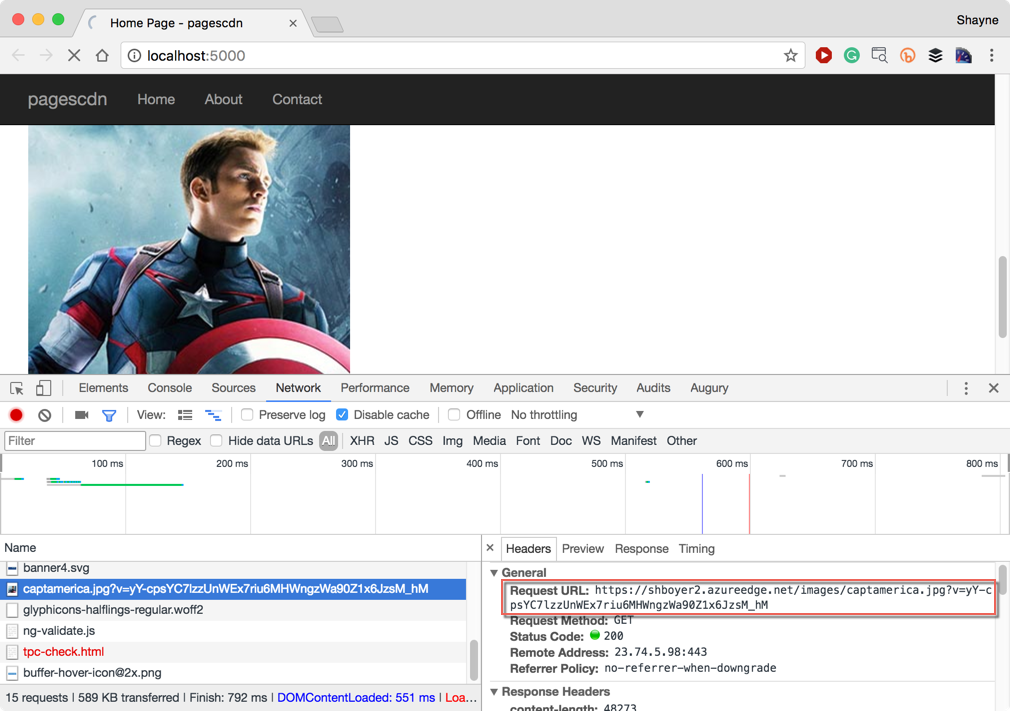 Home Page - pagescdn
Shayne
localhost:5000
pagescdn Home About Contact
Elements Console Sources Network Performance Memory Application Security Audits Augury
View: Preserve log Disable cache Offline No throttling
Filter Regex Hide data URLs All XHR JS CSS Img Media Font Doc WS Manifest Other
100 ms 200 ms 300 ms 400 ms 500 ms 600 ms 700 ms 800 ms
Name
banner4.svg
captamerica.jpg?v=yY-cpsYC7lzzUnWEx7riu6MHWngzWa90Z1x6JzsM_hM
glyphicons-halflings-regular.woff2
ng-validate.js
tpc-check.html
buffer-hover-icon@2x.png
15 requests | 589 KB transferred | Finish: 792 ms | DOMContentLoaded: 551 ms | Loa...
Headers Preview Response Timing
General
Request URL: https://shboyer2.azureedge.net/images/captamerica.jpg?v=yY-c
psYC7lzzUnWEx7riu6MHWngzWa90Z1x6JzsM_hM
Request Method: GET
Status Code: 200
Remote Address: 23.74.5.98:443
Referrer Policy: no-referrer-when-downgrade
Response Headers
content-length: 48273